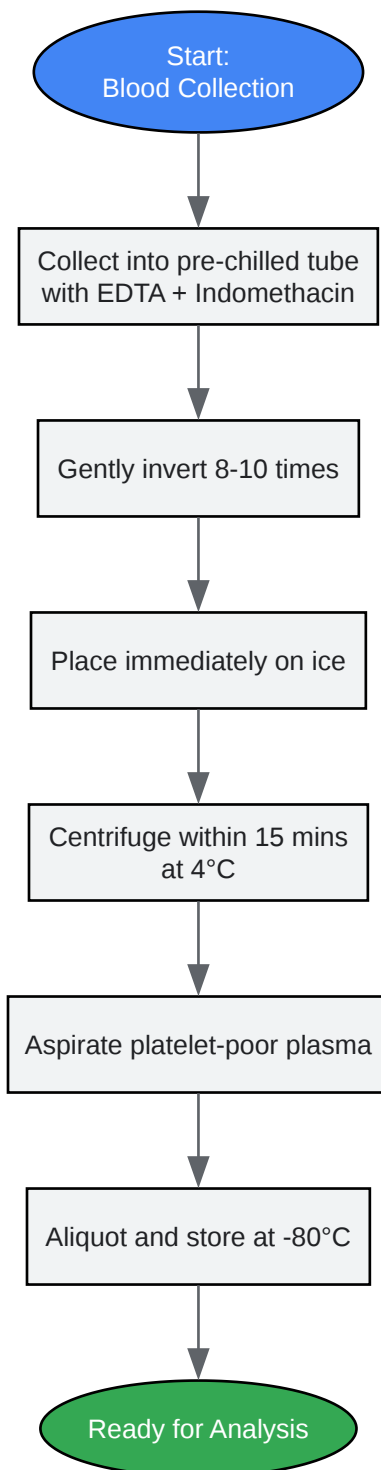 Start:
Blood Collection
Collect into pre-chilled tube
with EDTA + Indomethacin
Gently invert 8-10 times
Place immediately on ice
Centrifuge within 15 mins
at 4°C
Aspirate platelet-poor plasma
Aliquot and store at -80°C
Ready for Analysis